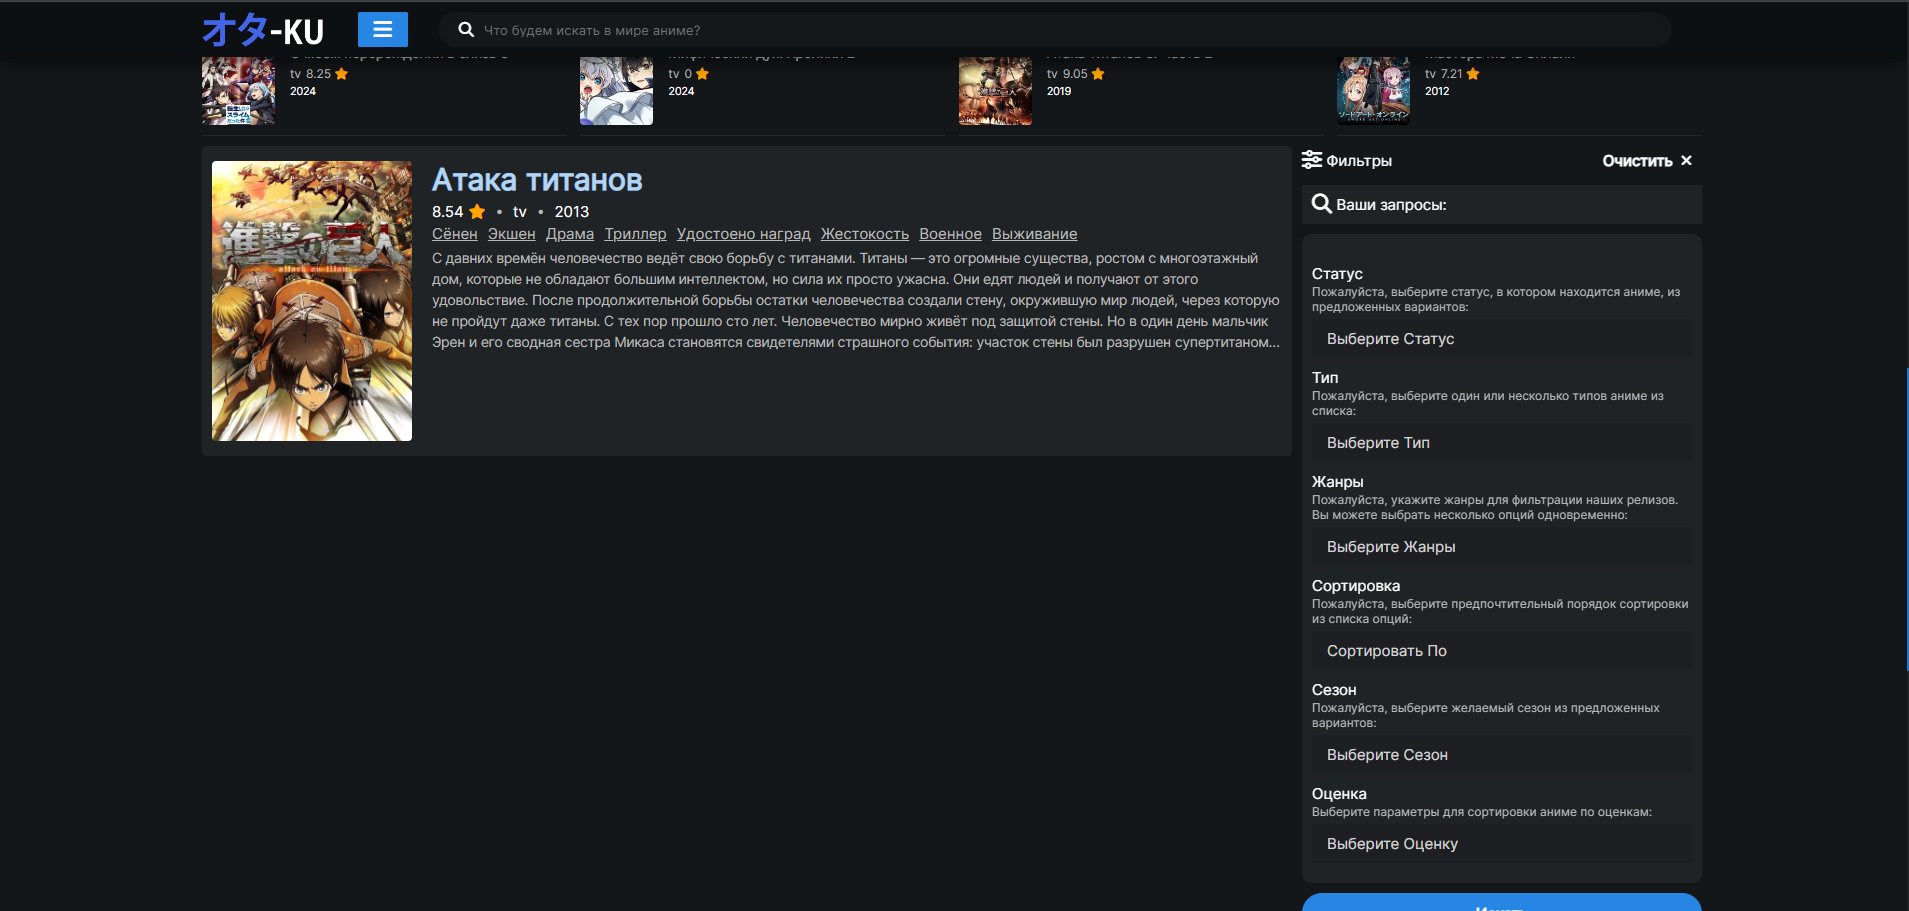 オタ-KU
Что будем искать в мире аниме?
tv 8.25
2024
tv 0
2024
tv 9.05
2019
tv 7.21
2012
Атака титанов
8.54 • tv • 2013
Сёнен Экшен Драма Триллер Удостоено наград Жестокость Военное Выживание
С давних времён человечество ведёт свою борьбу с титанами. Титаны — это огромные существа, ростом с многоэтажный
дом, которые не обладают большим интеллектом, но сила их просто ужасна. Они едят людей и получают от этого
удовольствие. После продолжительной борьбы остатки человечества создали стену, окружившую мир людей, через которую
не пройдут даже титаны. С тех пор прошло сто лет. Человечество мирно живёт под защитой стены. Но в один день мальчик
Эрен и его сводная сестра Микаса становятся свидетелями страшного события: участок стены был разрушен супертитаном...
進撃の巨人
attack on titan
Фильтры
Очистить ✕
Ваши запросы:
Статус
Пожалуйста, выберите статус, в котором находится аниме, из
предложенных вариантов:
Выберите Статус
Тип
Пожалуйста, выберите один или несколько типов аниме из
списка:
Выберите Тип
Жанры
Пожалуйста, укажите жанры для фильтрации наших релизов.
Вы можете выбрать несколько опций одновременно:
Выберите Жанры
Сортировка
Пожалуйста, выберите предпочтительный порядок сортировки
из списка опций:
Сортировать По
Сезон
Пожалуйста, выберите желаемый сезон из предложенных
вариантов:
Выберите Сезон
Оценка
Выберите параметры для сортировки аниме по оценкам:
Выберите Оценку